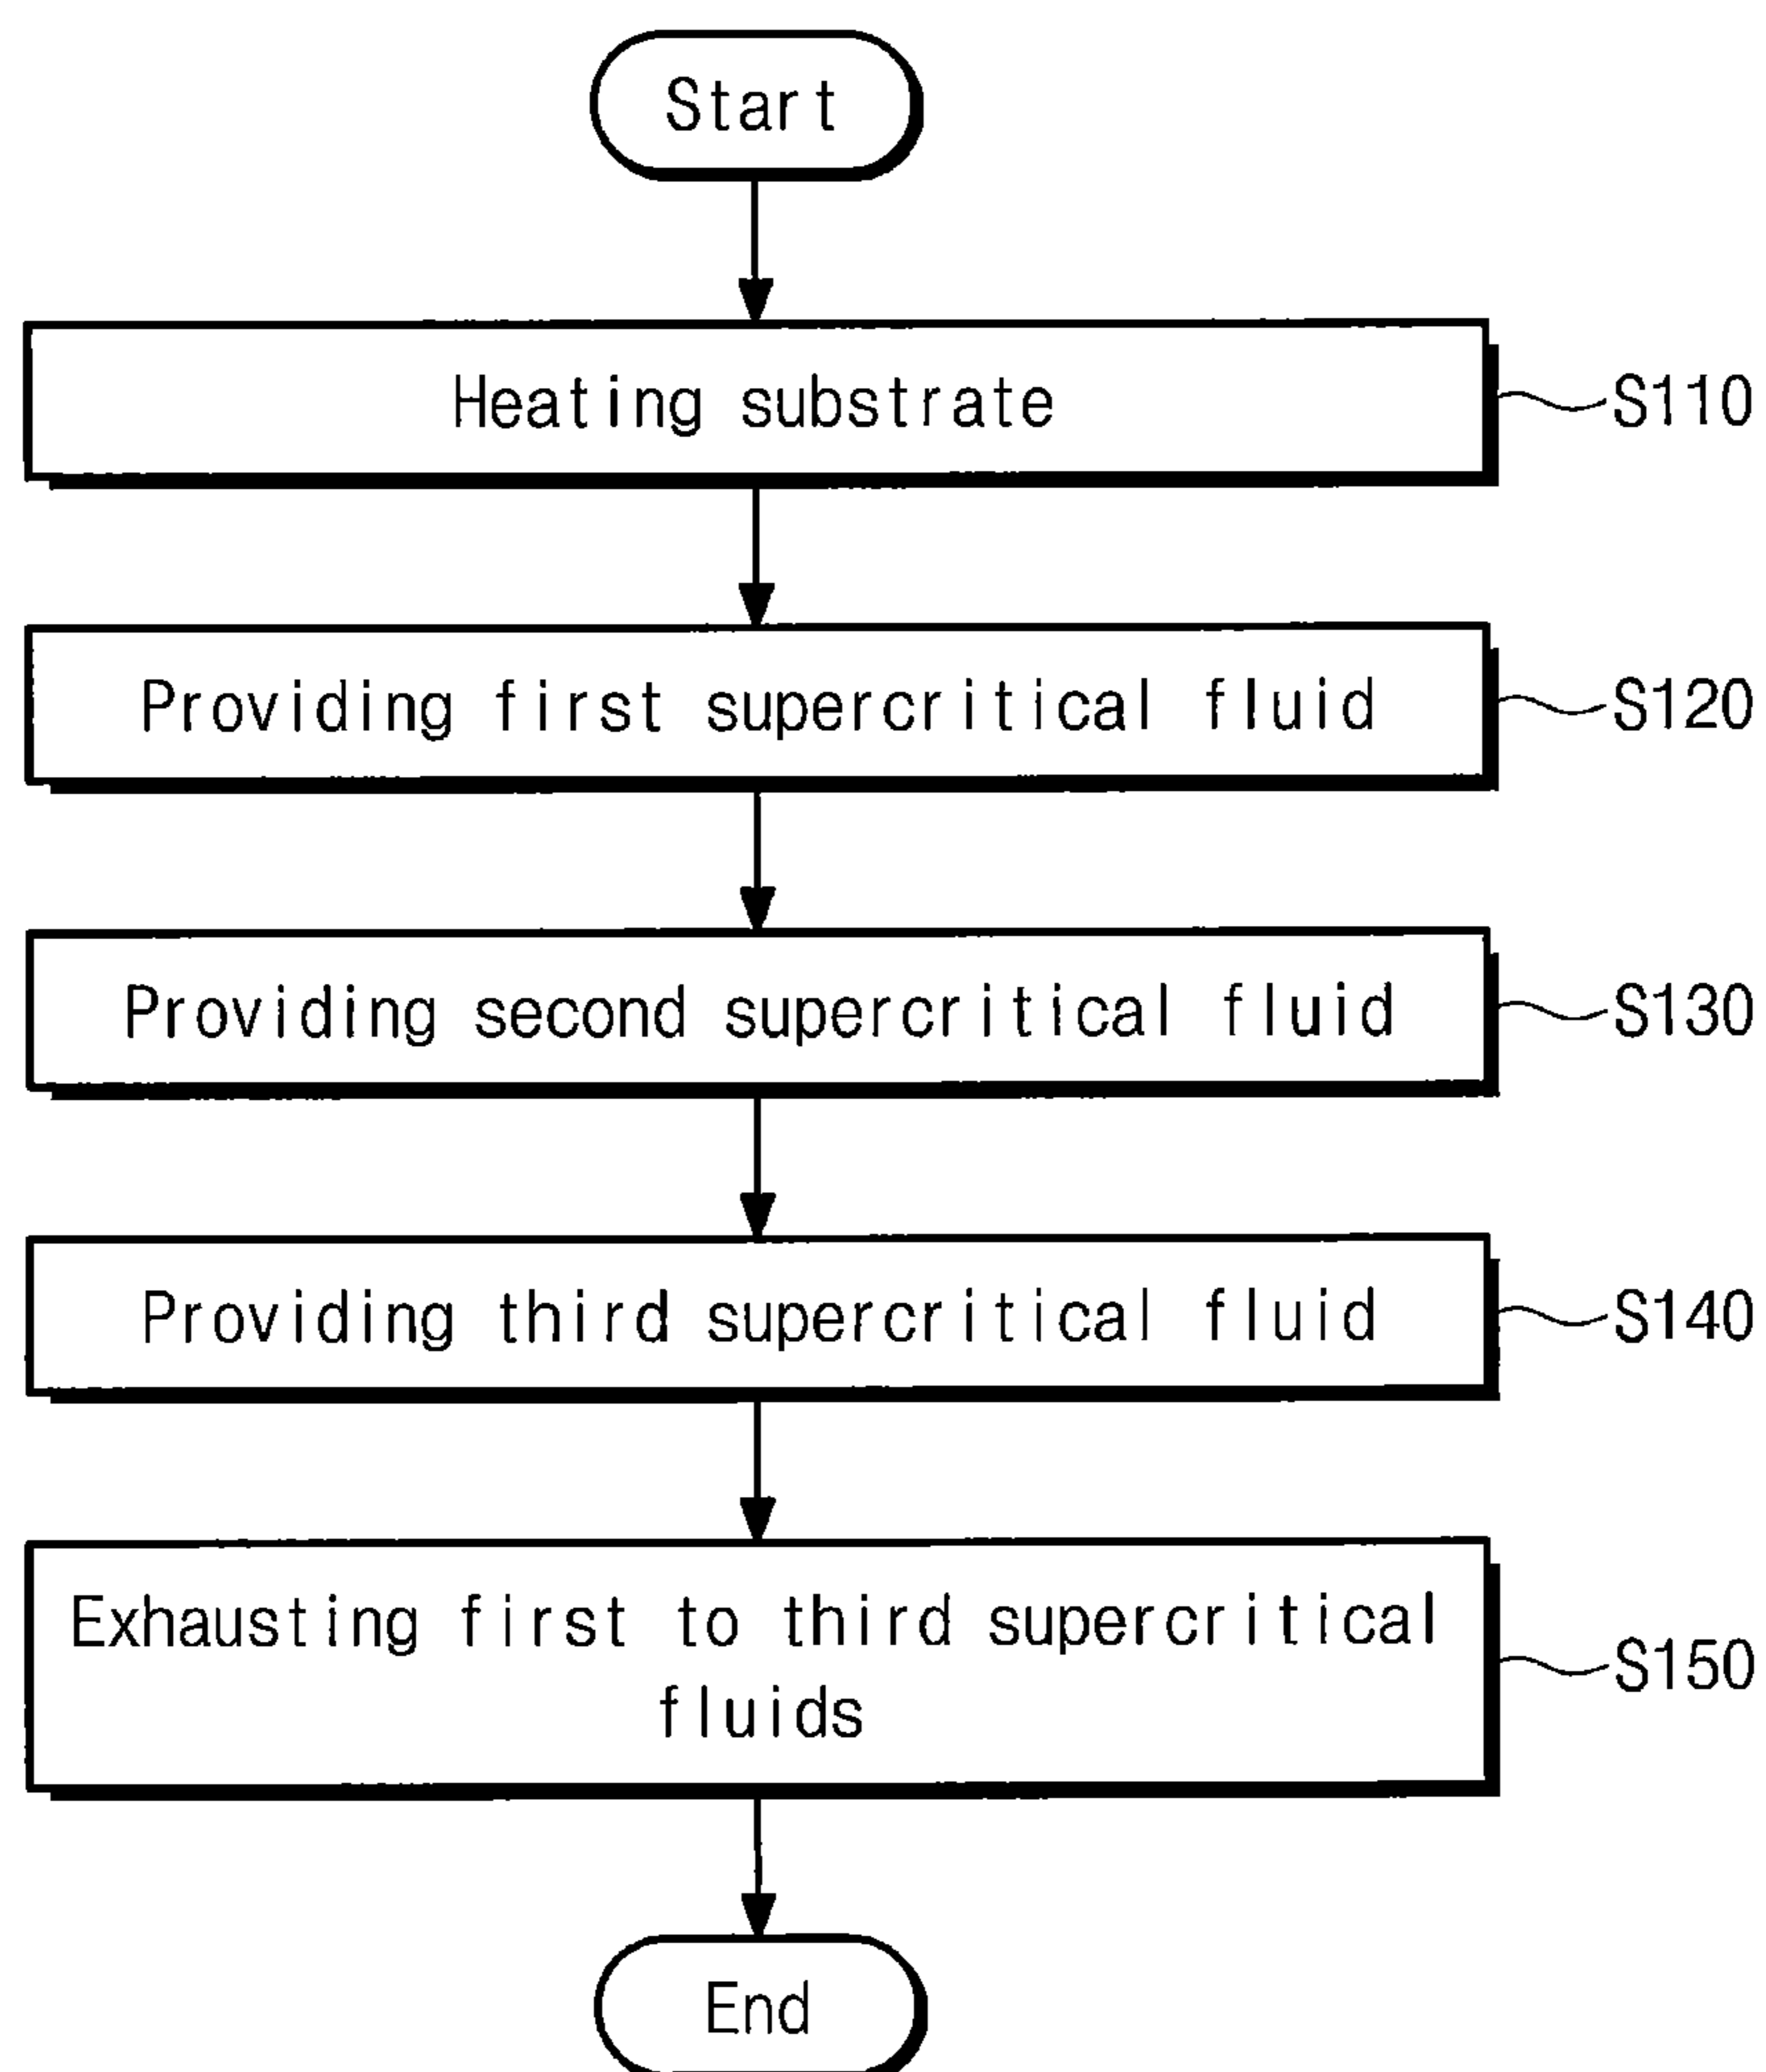 Start
Heating substrate
S110
Providing first supercritical fluid
S120
Providing second supercritical fluid
S130
Providing third supercritical fluid
S140
Exhausting first to third supercritical
fluids
S150
End